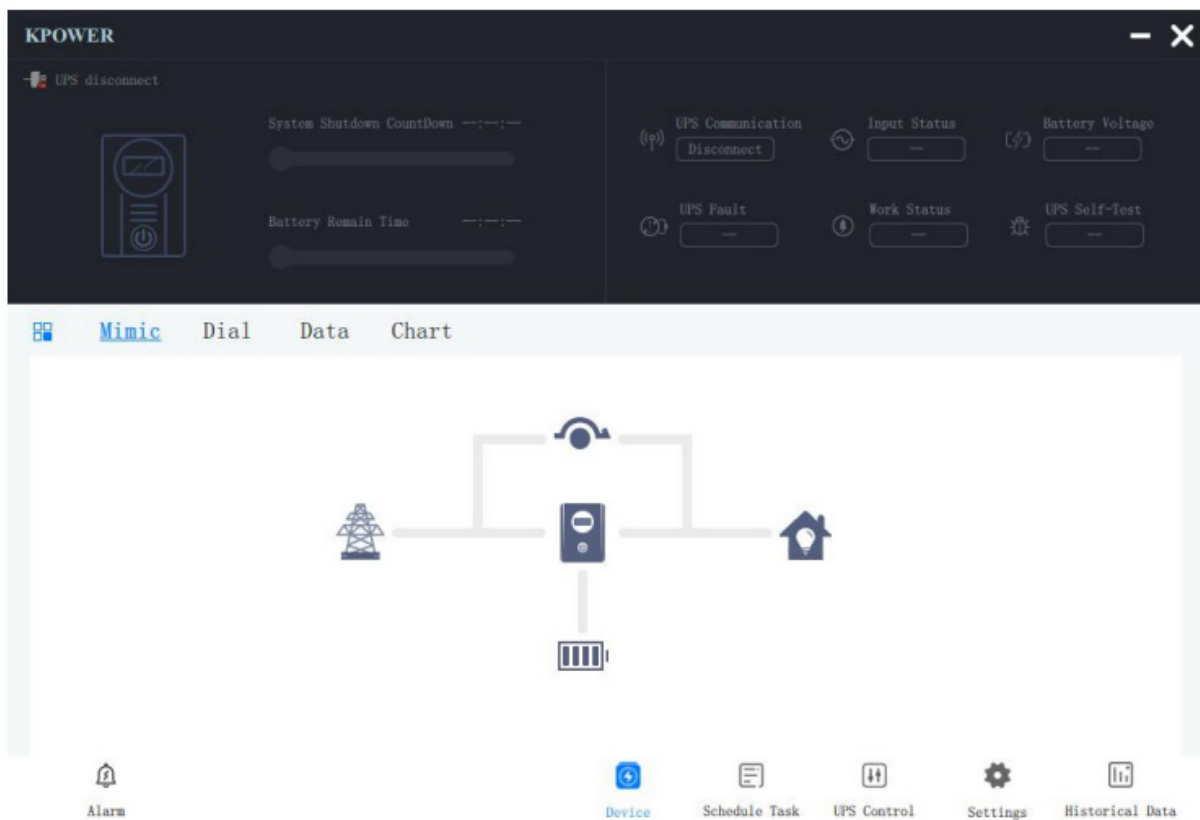 KPOWER
UPS disconnect
System Shutdown CountDown --:--:--
Battery Remain Time --:--:--
UPS Communication
Disconnect
Input Status
--
Battery Voltage
--
UPS Fault
--
Work Status
--
UPS Self-Test
--
Mimic Dial Data Chart
Alarm Device Schedule Task UPS Control Settings Historical Data